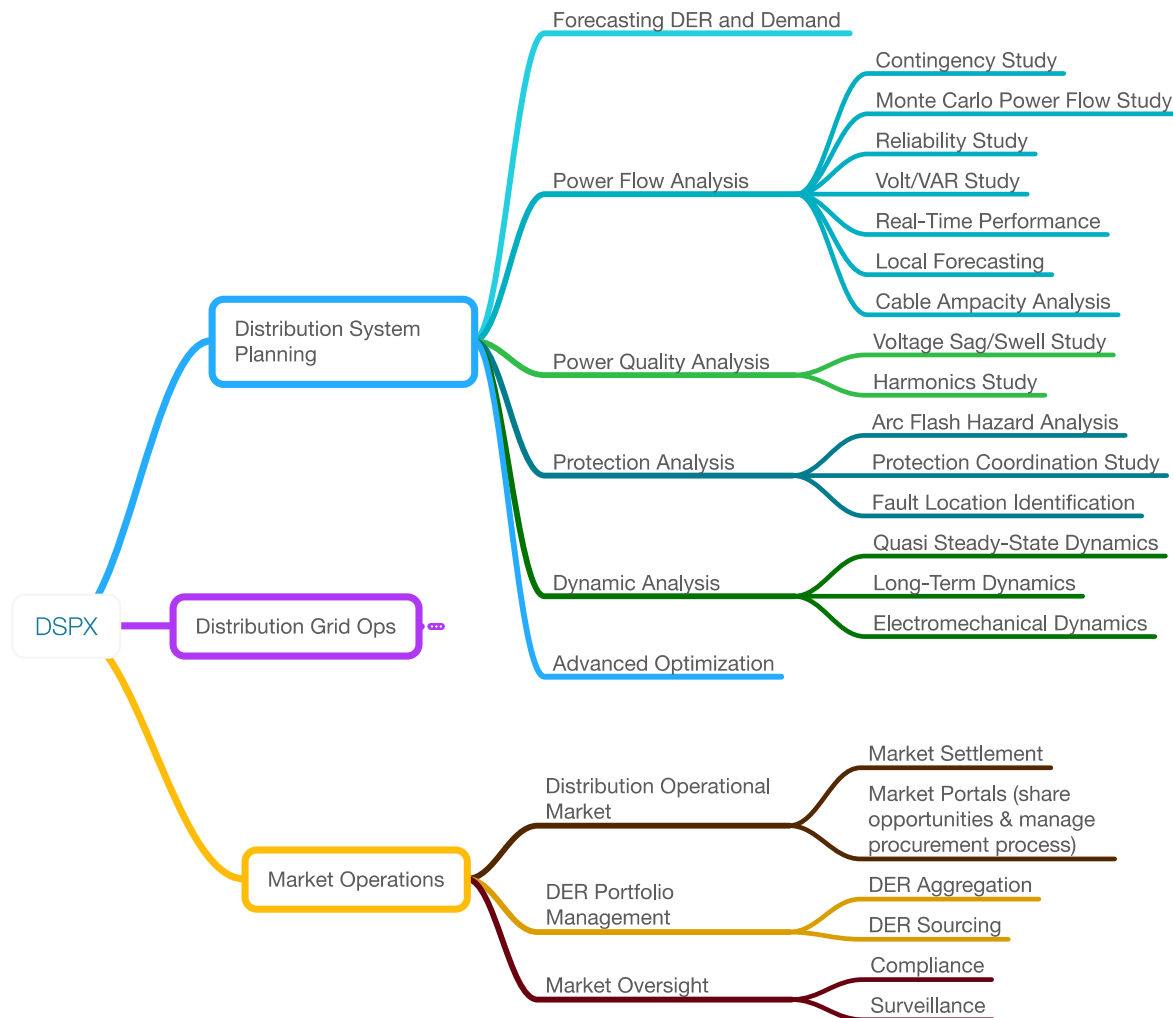 Forecasting DER and Demand
Contingency Study
Monte Carlo Power Flow Study
Reliability Study
Power Flow Analysis
Volt/VAR Study
Real-Time Performance
Local Forecasting
Cable Ampacity Analysis
Distribution System
Planning
Voltage Sag/Swell Study
Power Quality Analysis
Harmonics Study
Arc Flash Hazard Analysis
Protection Analysis
Protection Coordination Study
Fault Location Identification
Quasi Steady-State Dynamics
Dynamic Analysis
Long-Term Dynamics
Electromechanical Dynamics
DSPX
Distribution Grid Ops
Advanced Optimization
Market Settlement
Distribution Operational
Market
Market Portals (share
opportunities & manage
procurement process)
Market Operations
DER Portfolio
Management
DER Aggregation
DER Sourcing
Market Oversight
Compliance
Surveillance